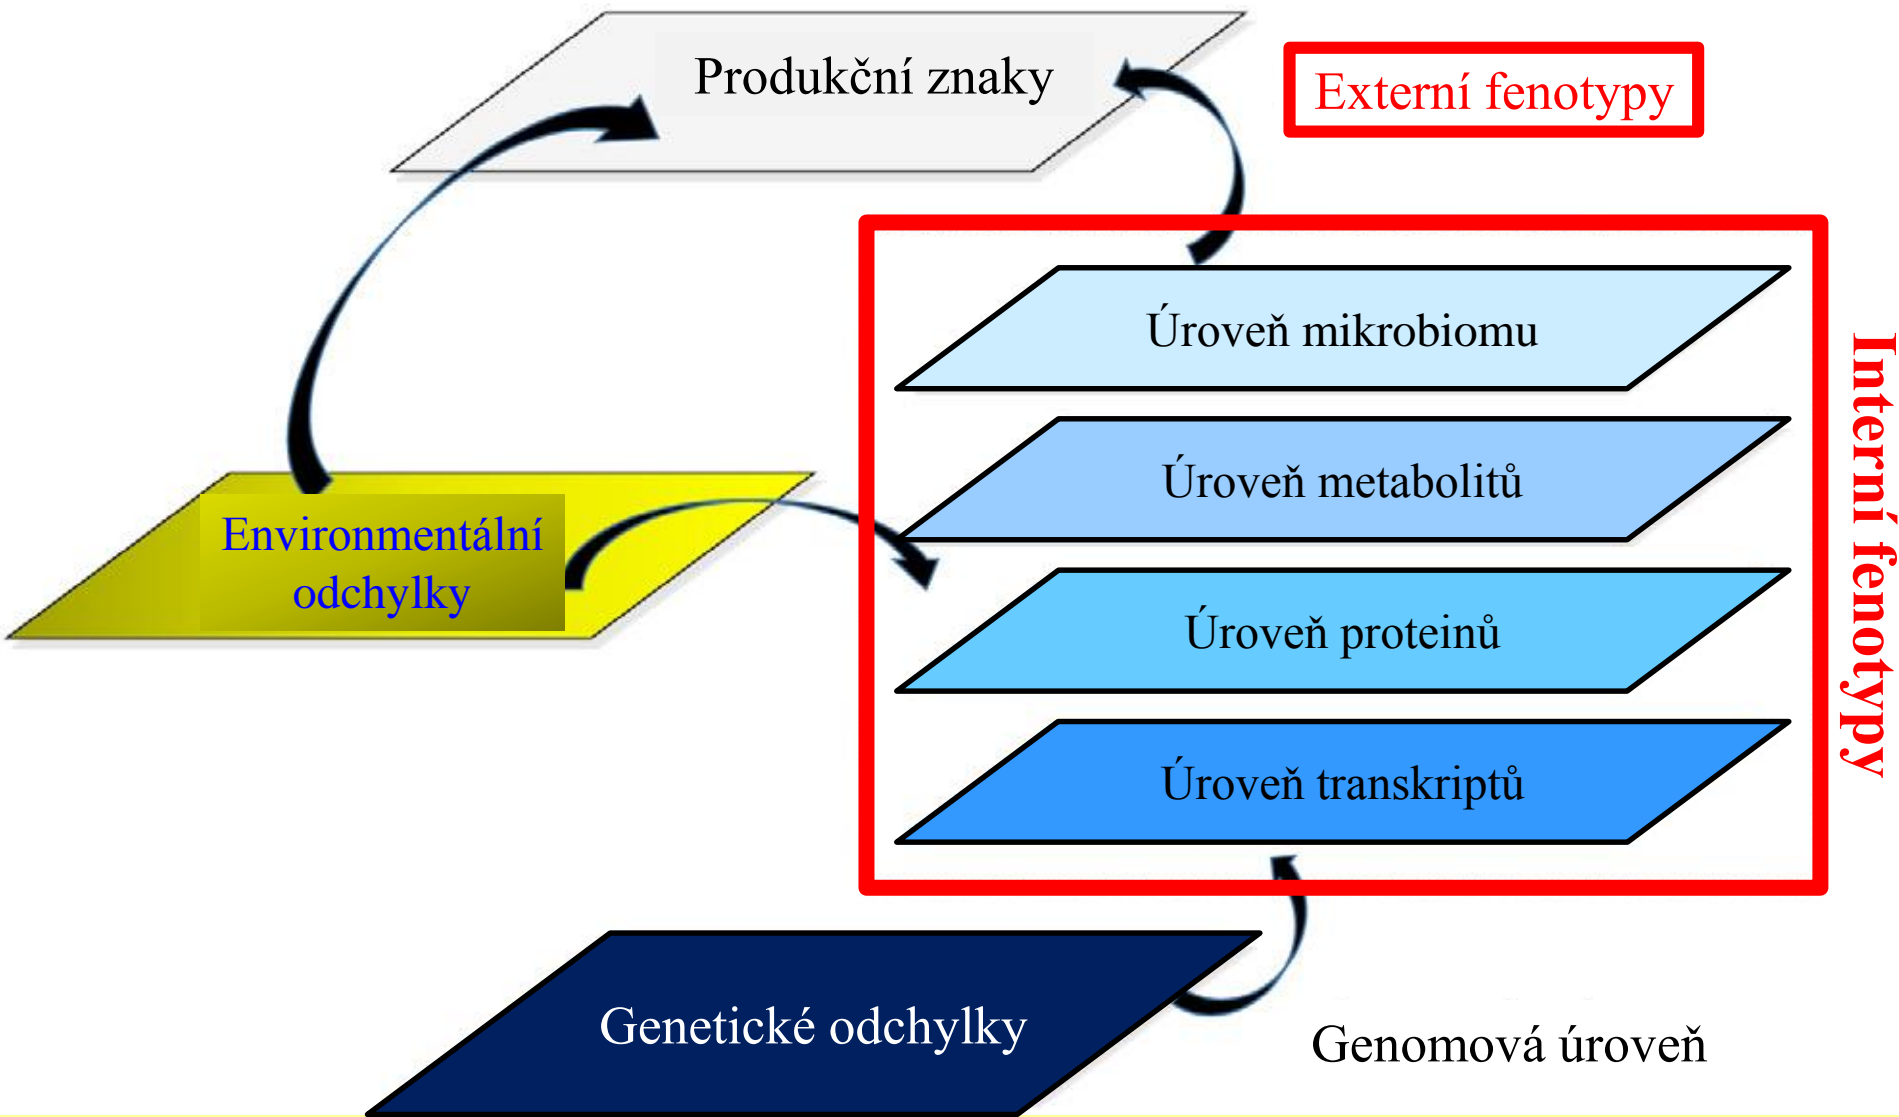 Produkční znaky
Externí fenotypy
Úroveň mikrobiomu
Úroveň metabolitů
Environmentální
odchylky
Úroveň proteinů
Úroveň transkriptů
Interní fenotypy
Genetické odchylky
Genomová úroveň